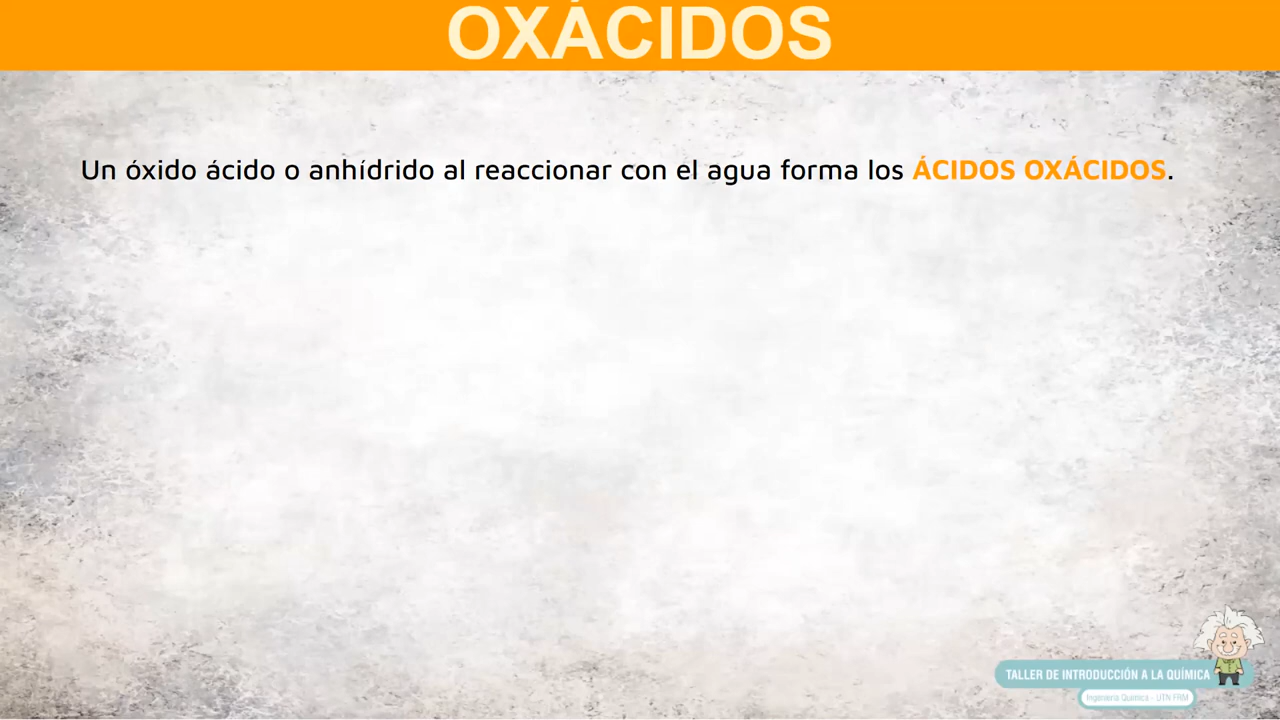 OXÁCIDOS
Un óxido ácido o anhídrido al reaccionar con el agua forma los ÁCIDOS OXÁCIDOS.
TALLER DE INTRODUCCIÓN A LA QUÍMICA
Ingeniería Química - UTN FRM